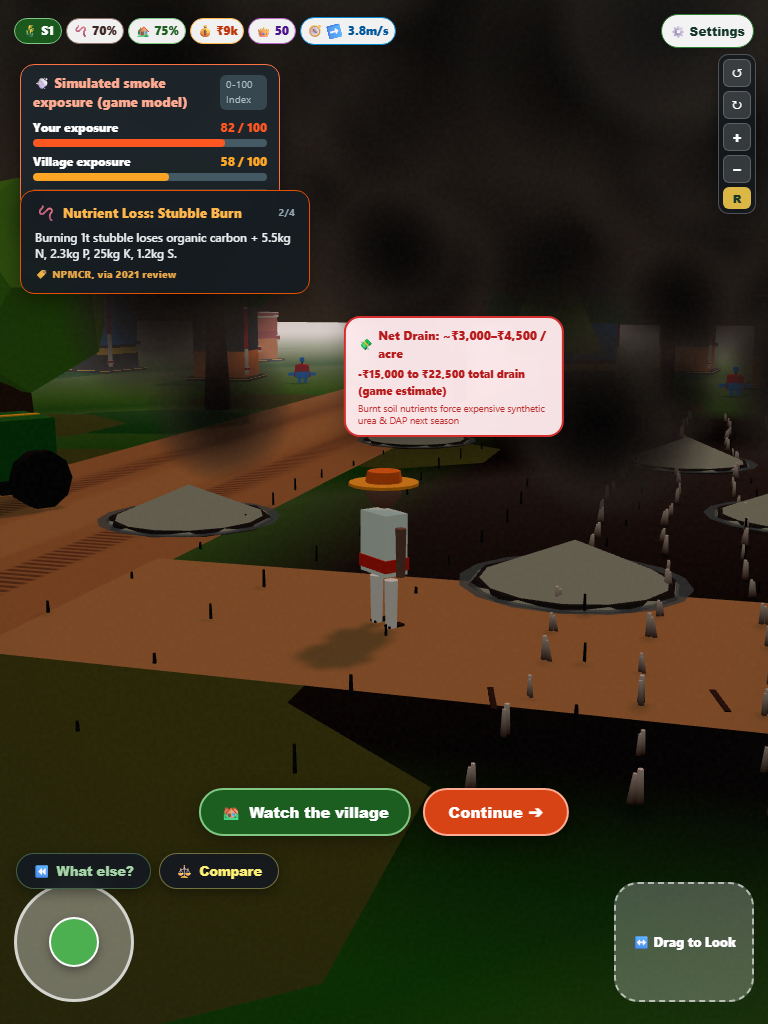 S1
70%
75%
₹9k
50
3.8m/s
Settings
Simulated smoke
exposure (game model)
0-100
Index
Your exposure
82 / 100
Village exposure
58 / 100
Nutrient Loss: Stubble Burn
2/4
Burning 1t stubble loses organic carbon + 5.5kg
N, 2.3kg P, 25kg K, 1.2kg S.
NPMCR, via 2021 review
R
Net Drain: ~₹3,000–₹4,500 /
acre
-₹15,000 to ₹22,500 total drain
(game estimate)
Burnt soil nutrients force expensive synthetic
urea & DAP next season
Watch the village
Continue ➔
What else?
Compare
Drag to Look